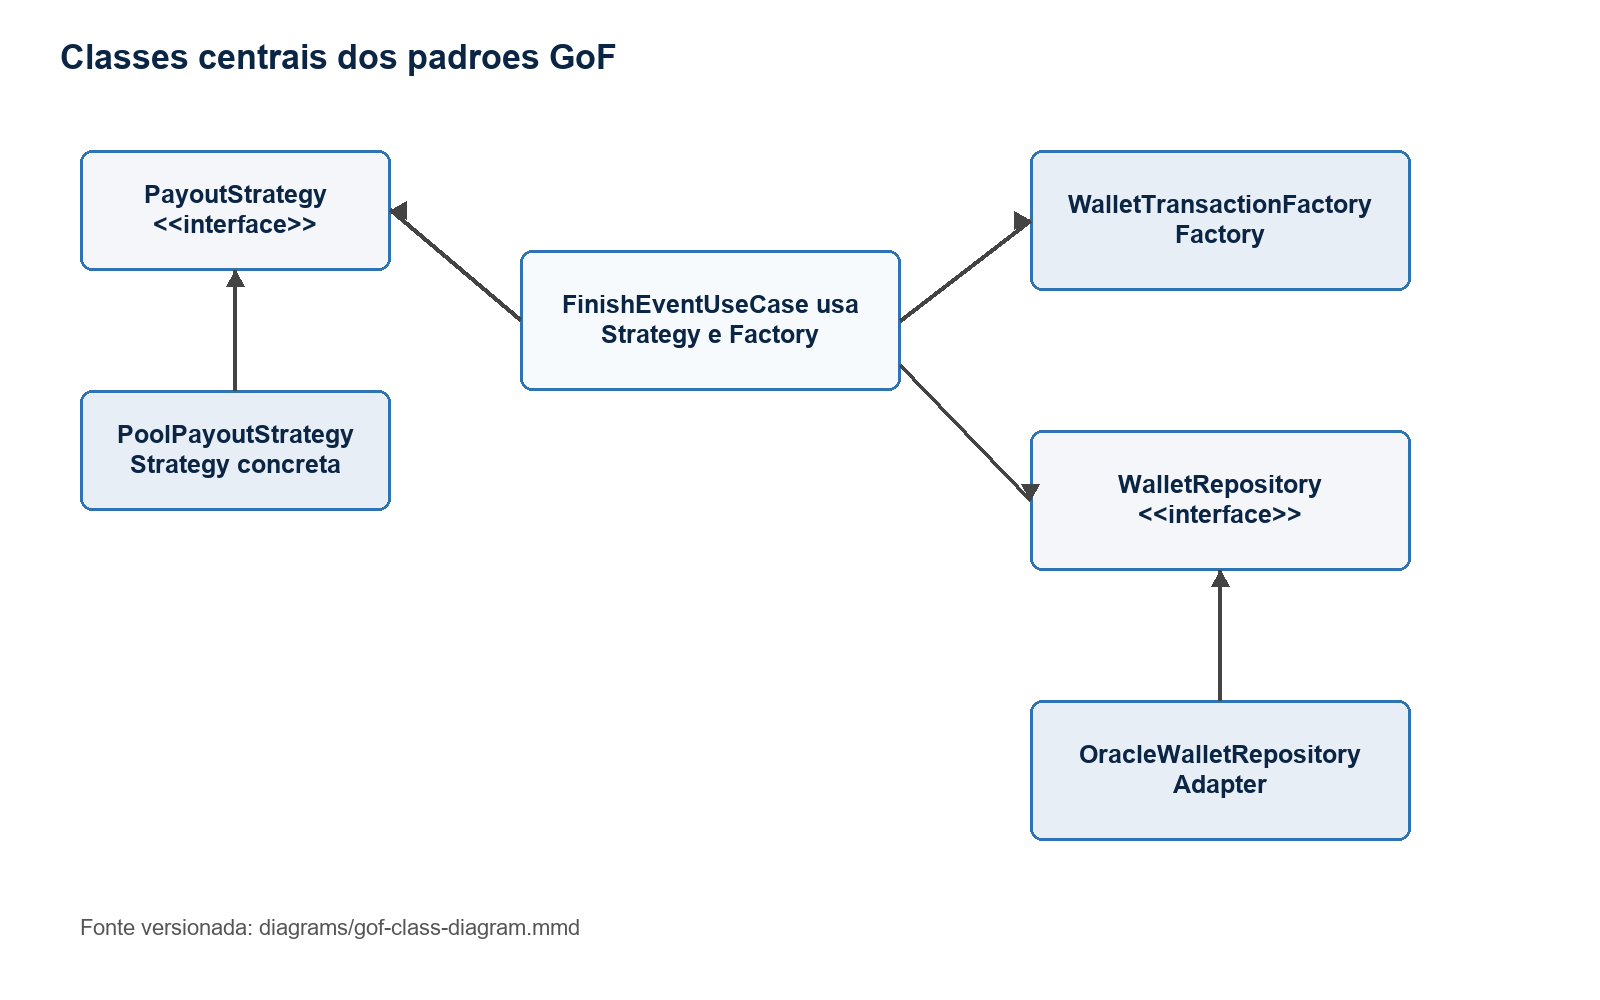 Classes centrais dos padroes GoF
PayoutStrategy
<<interface>>
FinishEventUseCase usa
Strategy e Factory
WalletTransactionFactory
Factory
PoolPayoutStrategy
Strategy concreta
WalletRepository
<<interface>>
OracleWalletRepository
Adapter
Fonte versionada: diagrams/gof-class-diagram.mmd